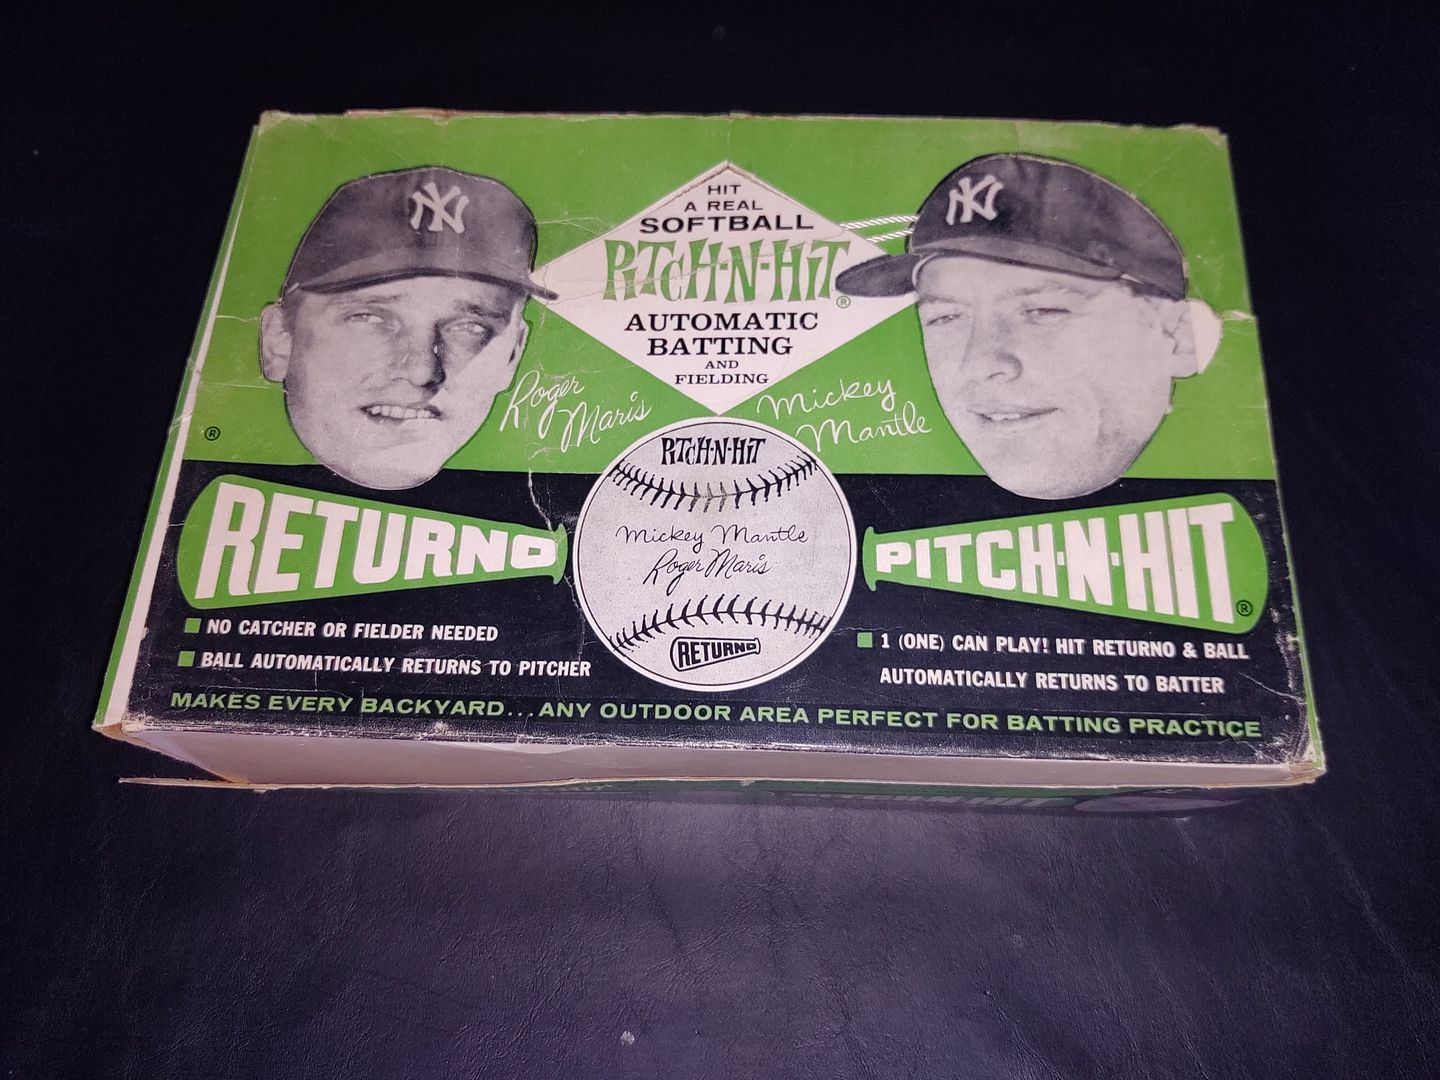 NY
NY
HIT
A REAL
SOFTBALL
PITCH-N-HIT®
AUTOMATIC
BATTING
AND
FIELDING
Roger
Maris
Mickey
Mantle
®
PITCH-N-HIT
Mickey Mantle
Roger Maris
RETURNO
RETURNO
NO CATCHER OR FIELDER NEEDED
BALL AUTOMATICALLY RETURNS TO PITCHER
PITCH-N-HIT®
1 (ONE) CAN PLAY! HIT RETURNO & BALL
AUTOMATICALLY RETURNS TO BATTER
MAKES EVERY BACKYARD... ANY OUTDOOR AREA PERFECT FOR BATTING PRACTICE